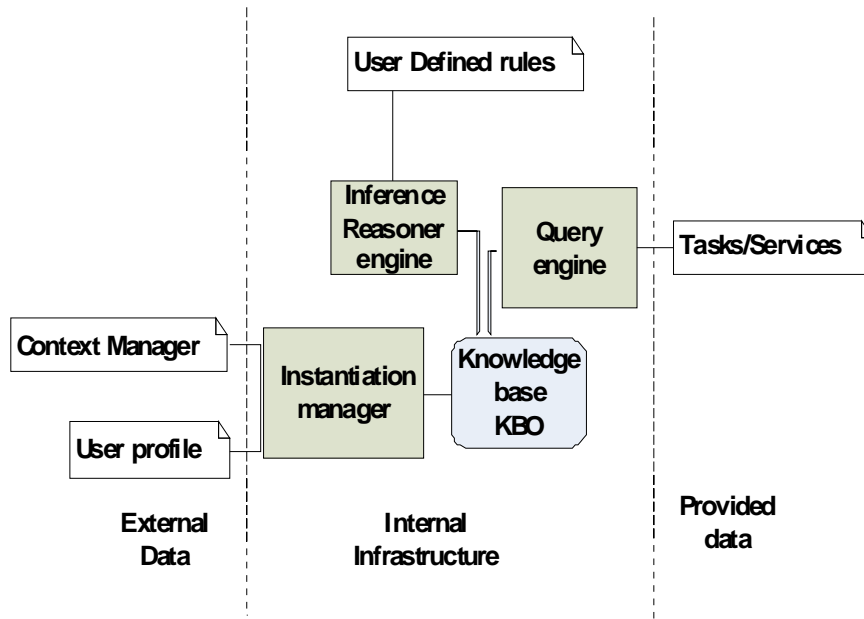 User Defined rules
Inference
Reasoner
engine
Query
engine
Tasks/Services
Context Manager
Instantiation
manager
Knowledge
base
KBO
User profile
External
Data
Internal
Infrastructure
Provided
data